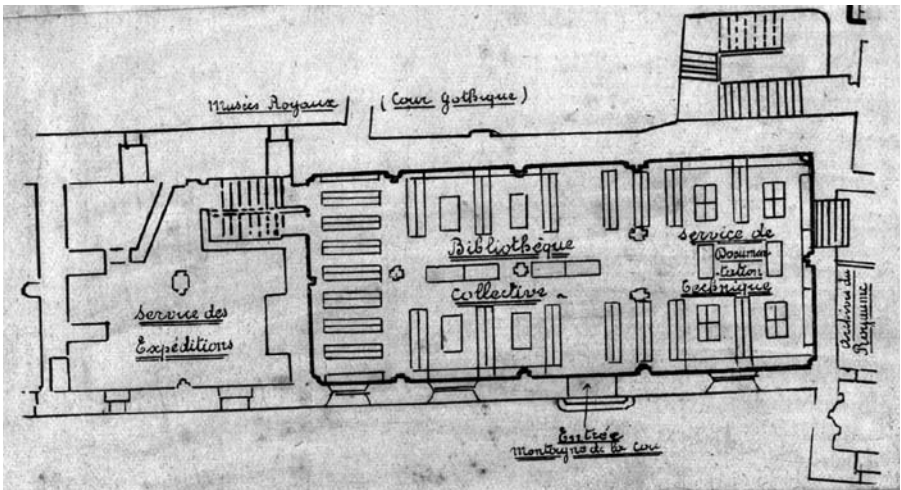 Musées Royaux
(Cour Gothique)
Bibliothèque
Collective
Service de
Documen-
tation
technique
Service des
Expéditions
Archives du
Royaume
Entrée
Montagne de la Cour